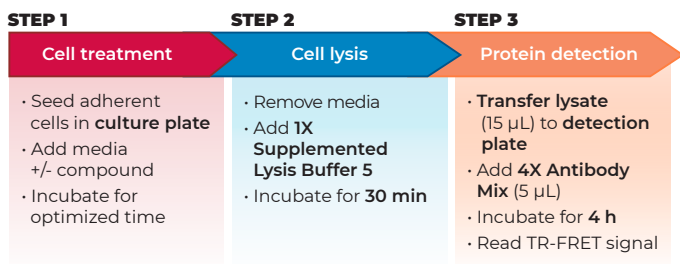 STEP 1
Cell treatment
· Seed adherent
cells in culture plate
· Add media
+/- compound
· Incubate for
optimized time
STEP 2
Cell lysis
· Remove media
· Add 1X
Supplemented
Lysis Buffer 5
· Incubate for 30 min
STEP 3
Protein detection
· Transfer lysate
(15 µL) to detection
plate
· Add 4X Antibody
Mix (5 µL)
· Incubate for 4 h
· Read TR-FRET signal